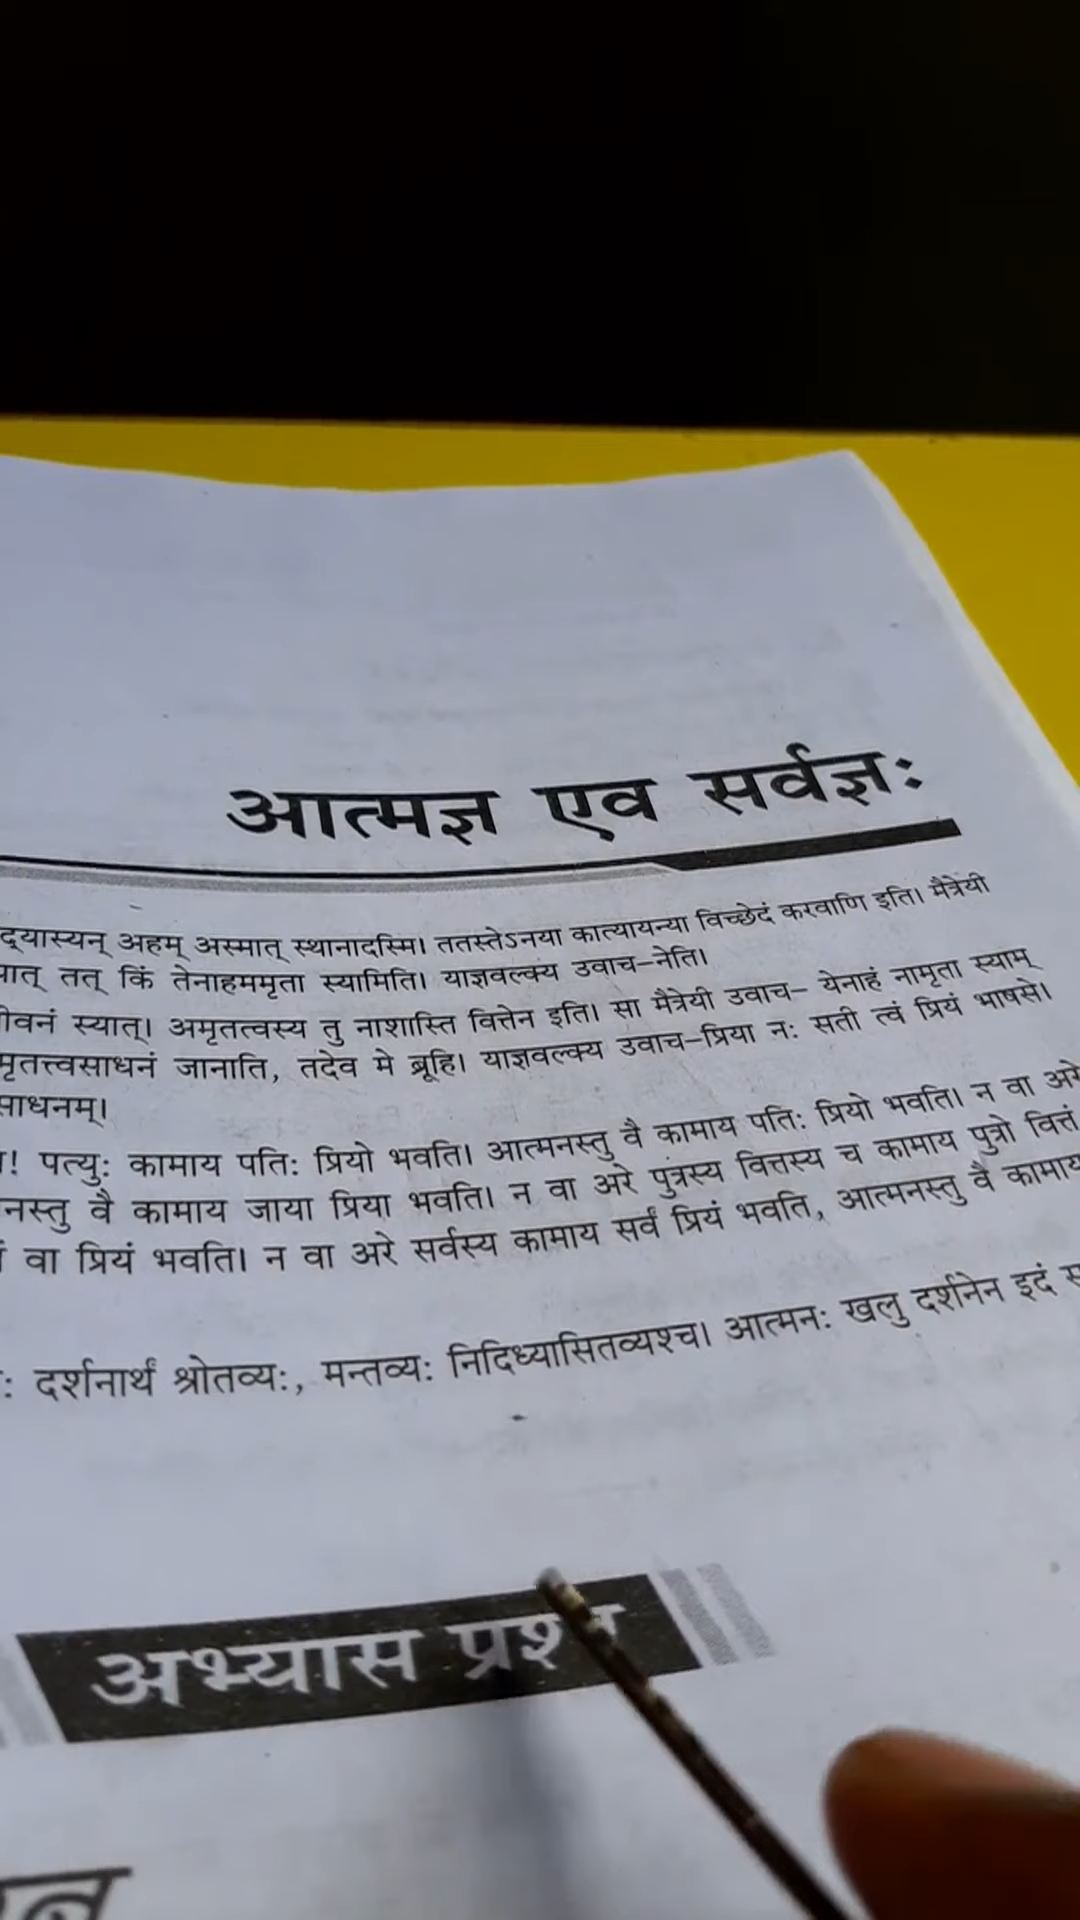 आत्मज्ञ एव सर्वज्ञः
द्यास्यन् अहम् अस्मात् स्थानादस्मि। ततस्तेऽनया कात्यायन्या विच्छेदं करवाणि इति। मैत्रेयी
तत् किं तेनाहममृता स्यामिति। याज्ञवल्क्य उवाच–नेति।
वनं स्यात्। अमृतत्वस्य तु नाशास्ति वित्तेन इति। सा मैत्रेयी उवाच– येनाहं नामृता स्याम्
मृतत्त्वसाधनं जानाति, तदेव मे ब्रूहि। याज्ञवल्क्य उवाच–प्रिया नः सती त्वं प्रियं भाषसे।
साधनम्।
! पत्युः कामाय पतिः प्रियो भवति। आत्मनस्तु वै कामाय पतिः प्रियो भवति। न वा अरे
नस्तु वै कामाय जाया प्रिया भवति। न वा अरे पुत्रस्य वित्तस्य च कामाय पुत्रो वित्तं
वा प्रियं भवति। न वा अरे सर्वस्य कामाय सर्वं प्रियं भवति, आत्मनस्तु वै कामाय
: दर्शनार्थं श्रोतव्यः, मन्तव्यः निदिध्यासितव्यश्च। आत्मनः खलु दर्शनेन इदं
अभ्यास प्रश्न